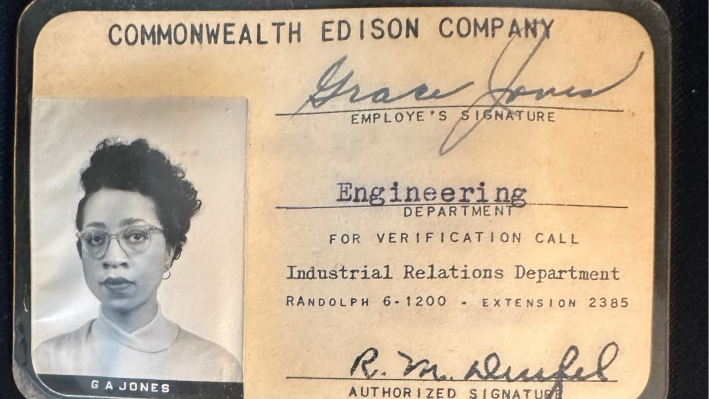 COMMONWEALTH EDISON COMPANY
Grace Jones
EMPLOYE'S SIGNATURE
Engineering
DEPARTMENT
FOR VERIFICATION CALL
Industrial Relations Department
RANDOLPH 6-1200 - EXTENSION 2385
R. M.
AUTHORIZED SIGNATURE
G A JONES